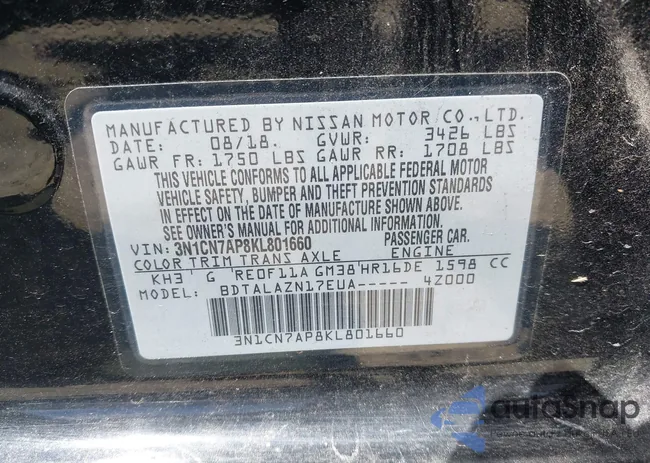 MANUFACTURED BY NISSAN MOTOR CO.,LTD.
DATE: 08/18. GVWR: 3426 LBS
GAWR FR: 1750 LBS GAWR RR: 1708 LBS
THIS VEHICLE CONFORMS TO ALL APPLICABLE FEDERAL MOTOR
VEHICLE SAFETY, BUMPER AND THEFT PREVENTION STANDARDS
IN EFFECT ON THE DATE OF MANUFACTURE SHOWN ABOVE.
SEE OWNER'S MANUAL FOR ADDITIONAL INFORMATION.
VIN: 3N1CN7AP8KL801660 PASSENGER CAR.
COLOR TRIM TRANS AXLE ENGINE
KH3' G 'RE0F11A GM38'HR16DE 1598 CC
MODEL: BDTALAZN17EUA----- 4Z000
3N1CN7AP8KL801660
autosnap